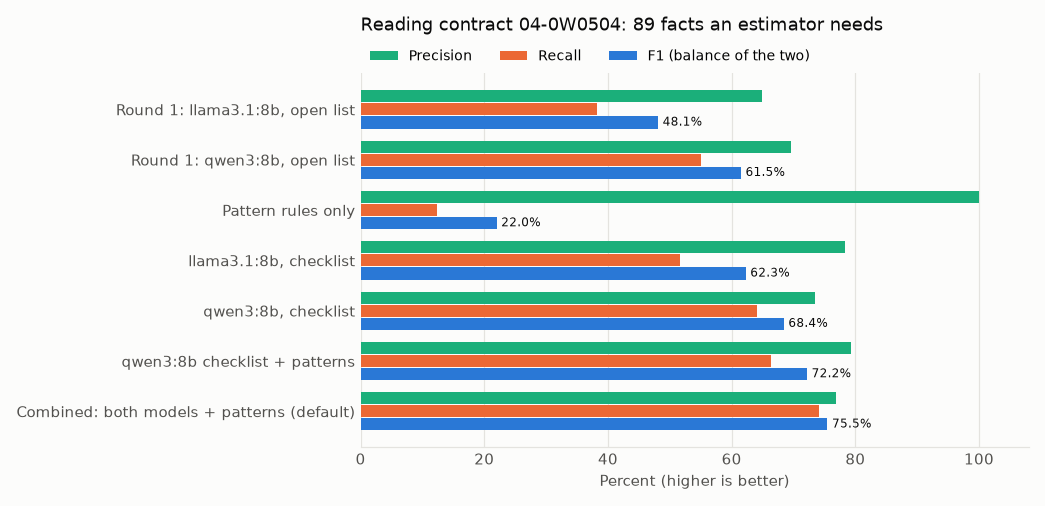 Reading contract 04-0W0504: 89 facts an estimator needs
Precision Recall F1 (balance of the two)
Round 1: llama3.1:8b, open list
48.1%
Round 1: qwen3:8b, open list
61.5%
Pattern rules only
22.0%
llama3.1:8b, checklist
62.3%
qwen3:8b, checklist
68.4%
qwen3:8b checklist + patterns
72.2%
Combined: both models + patterns (default)
75.5%
0 20 40 60 80 100
Percent (higher is better)